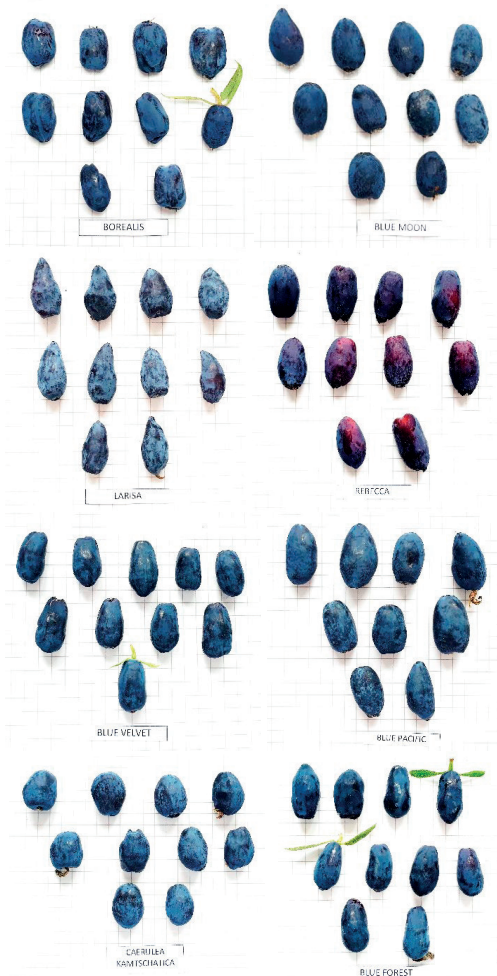 BOREALIS
BLUE MOON
LARISA
REBECCA
BLUE VELVET
BLUE PACIFIC
CAERULEA
KAMTSCHATICA
BLUE FOREST